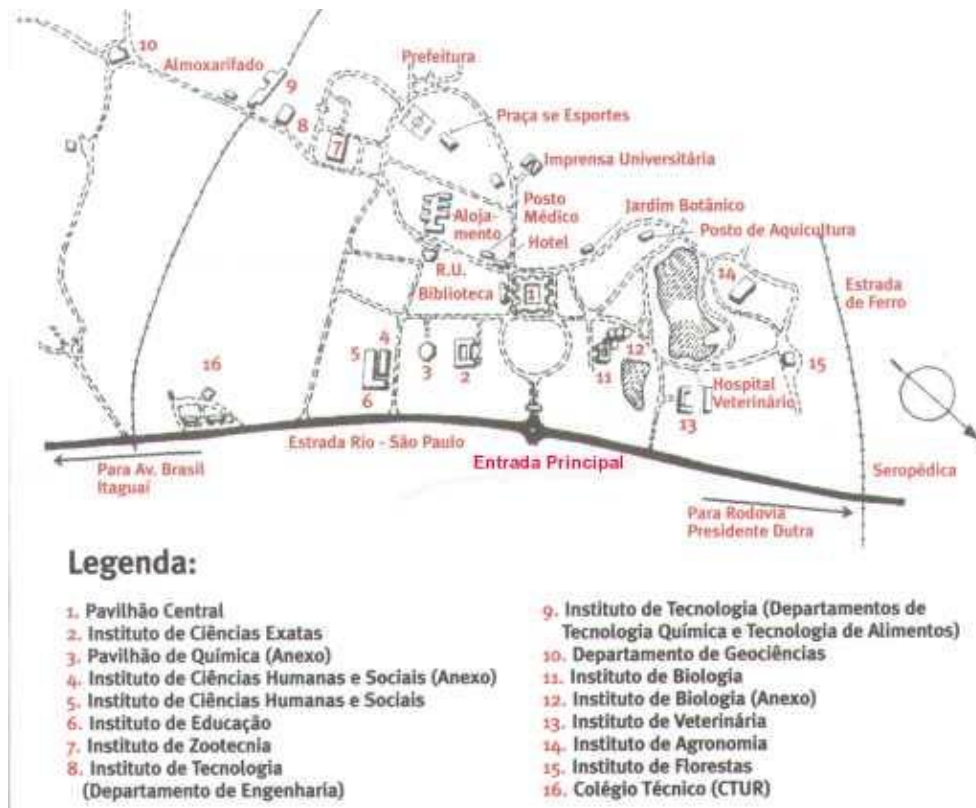 10
Almoxarifado
9
8
7
Prefeitura
Praça se Esportes
Imprensa Universitária
Posto
Médico
Aloja-
mento
Hotel
Jardim Botânico
Posto de Aquicultura
R.U.
Biblioteca
1
14
Estrada
de Ferro
5
4
3
2
6
11
12
15
16
Hospital
Veterinário
13
Estrada Rio - São Paulo
Entrada Principal
Para Av. Brasil
Itaguaí
Seropédica
Para Rodovia
Presidente Dutra
Legenda:
1. Pavilhão Central
2. Instituto de Ciências Exatas
3. Pavilhão de Química (Anexo)
4. Instituto de Ciências Humanas e Sociais (Anexo)
5. Instituto de Ciências Humanas e Sociais
6. Instituto de Educação
7. Instituto de Zootecnia
8. Instituto de Tecnologia
(Departamento de Engenharia)
9. Instituto de Tecnologia (Departamentos de
Tecnologia Química e Tecnologia de Alimentos)
10. Departamento de Geociências
11. Instituto de Biologia
12. Instituto de Biologia (Anexo)
13. Instituto de Veterinária
14. Instituto de Agronomia
15. Instituto de Florestas
16. Colégio Técnico (CTUR)